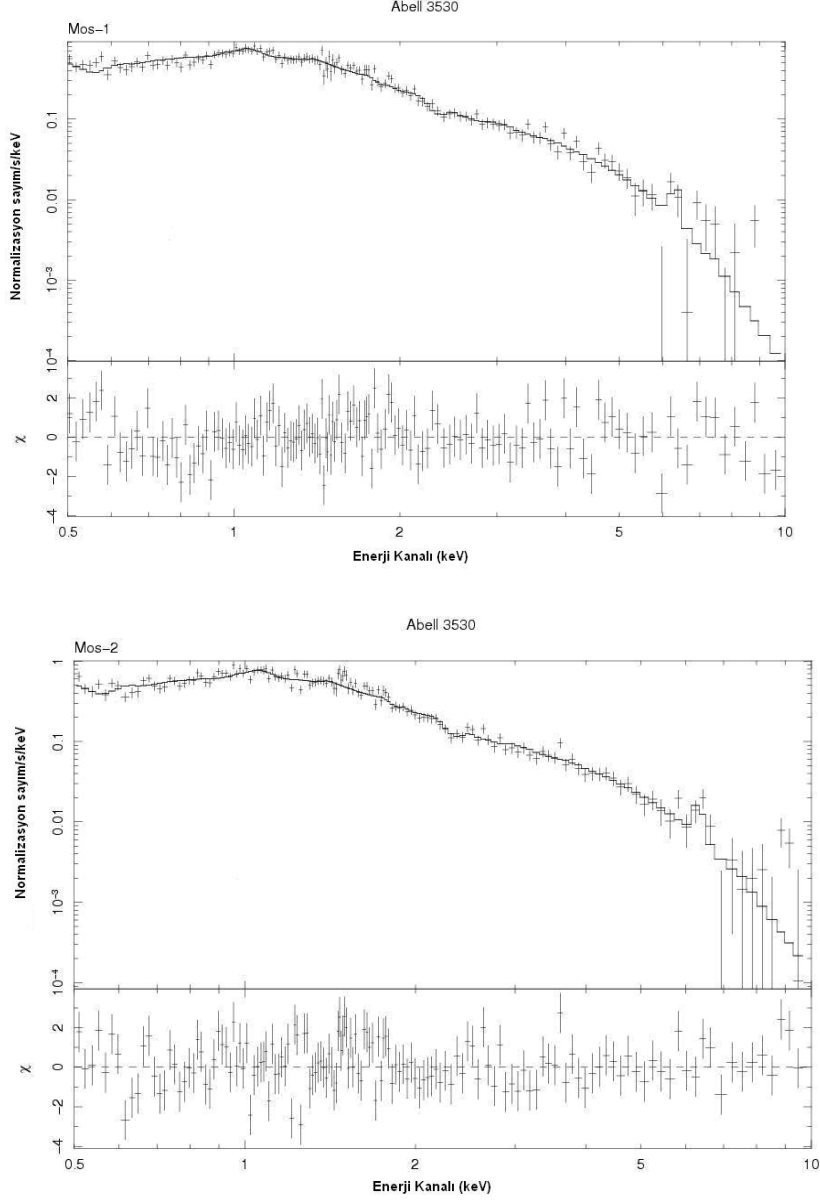 Abell 3530
Mos-1
Normalizasyon sayım/s/keV
0.1
0.01
10⁻³
10⁻⁴
χ
2
0
−2
−4
0.5 1 2 5 10
Enerji Kanalı (keV)
Abell 3530
Mos-2
Normalizasyon sayım/s/keV
1
0.1
0.01
10⁻³
10⁻⁴
χ
2
0
−2
−4
0.5 1 2 5 10
Enerji Kanalı (keV)